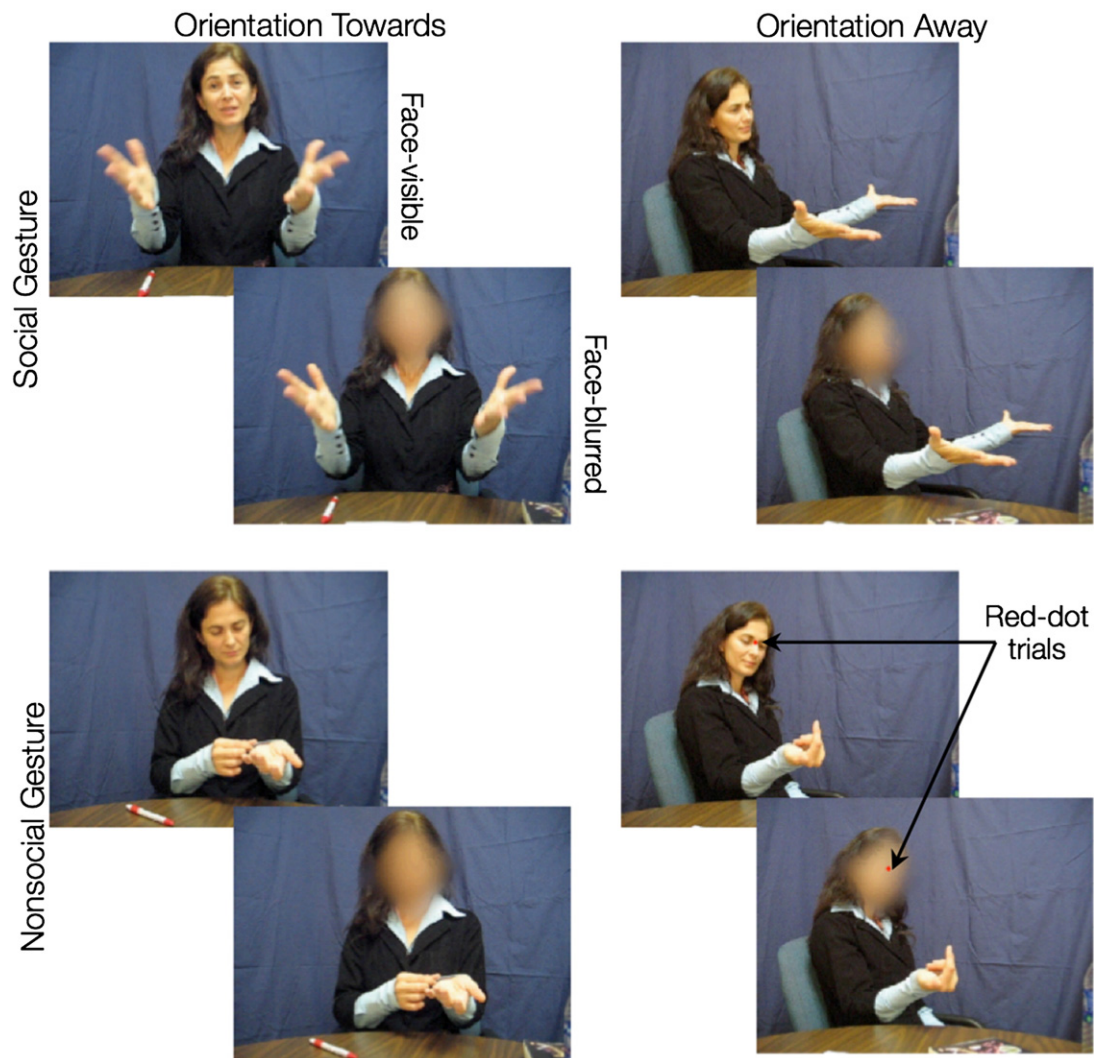 Orientation Towards
Orientation Away
Social Gesture
Face-visible
Face-blurred
Nonsocial Gesture
Red-dot
trials